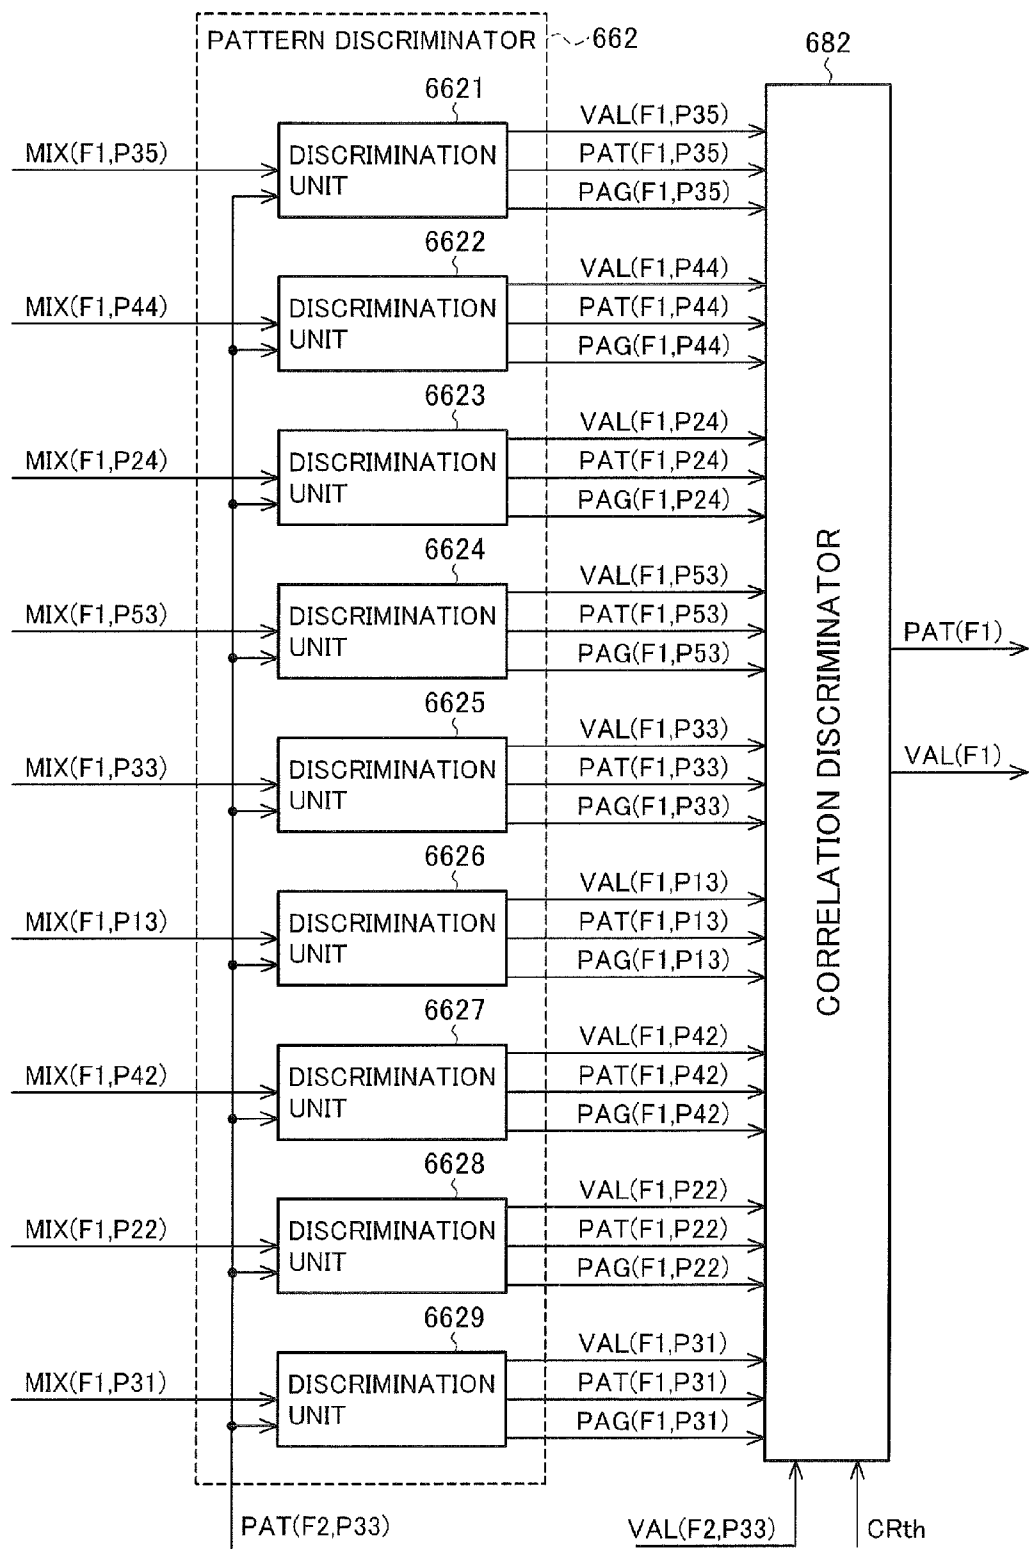 PATTERN DISCRIMINATOR
662
682
6621
VAL(F1,P35)
MIX(F1,P35)
DISCRIMINATION
UNIT
PAT(F1,P35)
PAG(F1,P35)
6622
VAL(F1,P44)
MIX(F1,P44)
DISCRIMINATION
UNIT
PAT(F1,P44)
PAG(F1,P44)
6623
VAL(F1,P24)
MIX(F1,P24)
DISCRIMINATION
UNIT
PAT(F1,P24)
PAG(F1,P24)
6624
VAL(F1,P53)
MIX(F1,P53)
DISCRIMINATION
UNIT
PAT(F1,P53)
PAG(F1,P53)
6625
VAL(F1,P33)
MIX(F1,P33)
DISCRIMINATION
UNIT
PAT(F1,P33)
PAG(F1,P33)
6626
VAL(F1,P13)
MIX(F1,P13)
DISCRIMINATION
UNIT
PAT(F1,P13)
PAG(F1,P13)
6627
VAL(F1,P42)
MIX(F1,P42)
DISCRIMINATION
UNIT
PAT(F1,P42)
PAG(F1,P42)
6628
VAL(F1,P22)
MIX(F1,P22)
DISCRIMINATION
UNIT
PAT(F1,P22)
PAG(F1,P22)
6629
VAL(F1,P31)
MIX(F1,P31)
DISCRIMINATION
UNIT
PAT(F1,P31)
PAG(F1,P31)
CORRELATION DISCRIMINATOR
PAT(F1)
VAL(F1)
PAT(F2,P33)
VAL(F2,P33)
CRth